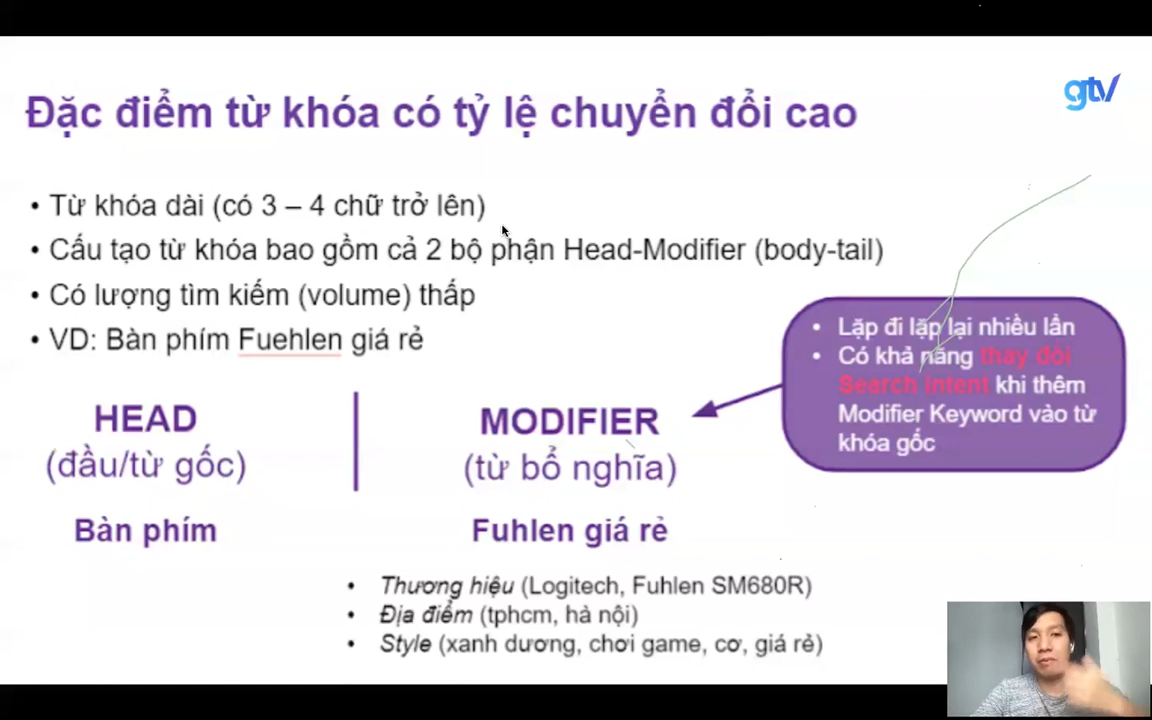 gtv
Đặc điểm từ khóa có tỷ lệ chuyển đổi cao
• Từ khóa dài (có 3 – 4 chữ trở lên)
• Cấu tạo từ khóa bao gồm cả 2 bộ phận Head-Modifier (body-tail)
• Có lượng tìm kiếm (volume) thấp
• VD: Bàn phím Fuehlen giá rẻ
• Lặp đi lặp lại nhiều lần
• Có khả năng thay đổi
Search Intent khi thêm
Modifier Keyword vào từ
khóa gốc
HEAD
(đầu/từ gốc)
Bàn phím
MODIFIER
(từ bổ nghĩa)
Fuhlen giá rẻ
• Thương hiệu (Logitech, Fuhlen SM680R)
• Địa điểm (tphcm, hà nội)
• Style (xanh dương, chơi game, cơ, giá rẻ)